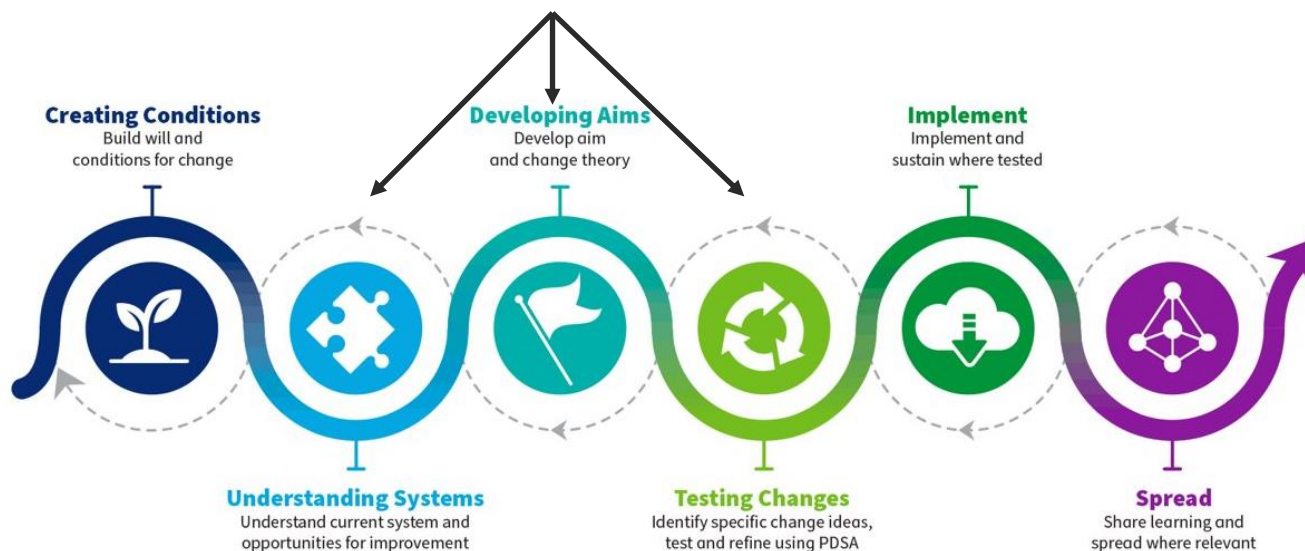 Creating Conditions
Build will and
conditions for change
Developing Aims
Develop aim
and change theory
Implement
Implement and
sustain where tested
Understanding Systems
Understand current system and
opportunities for improvement
Testing Changes
Identify specific change ideas,
test and refine using PDSA
Spread
Share learning and
spread where relevant